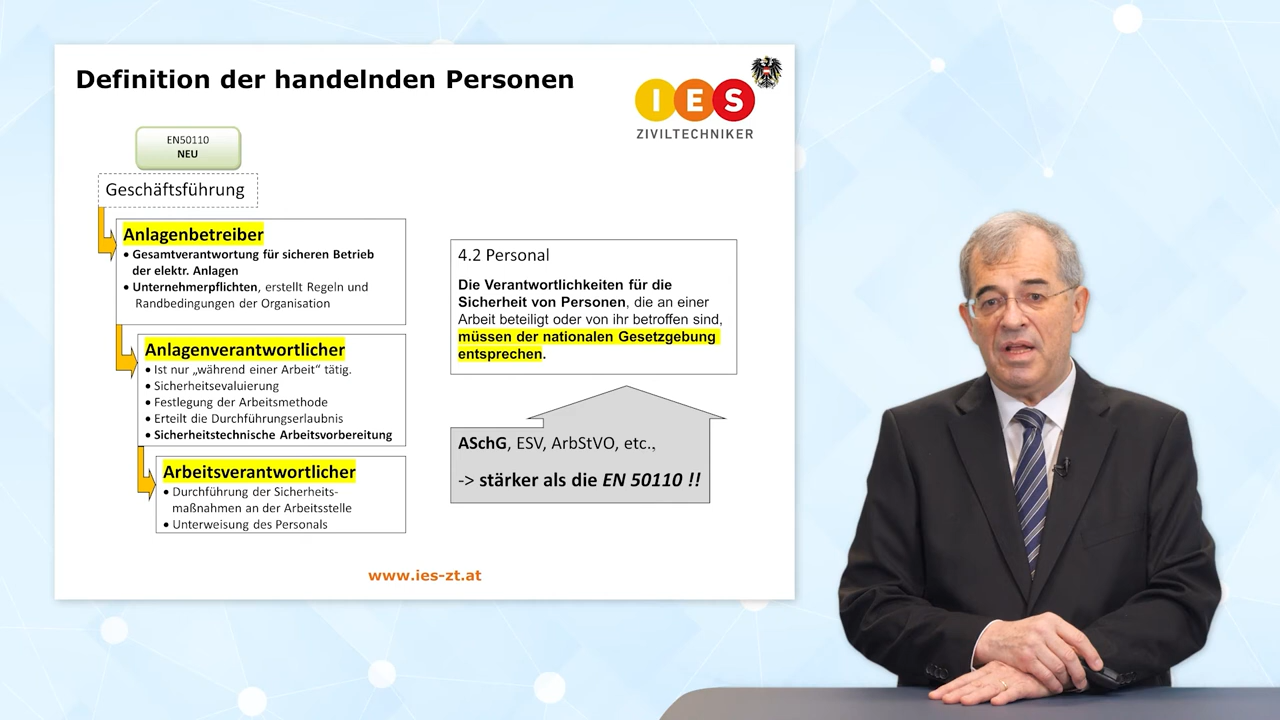 Definition der handelnden Personen
I E S
ZIVILTECHNIKER
EN50110
NEU
Geschäftsführung
Anlagenbetreiber
• Gesamtverantwortung für sicheren Betrieb
der elektr. Anlagen
• Unternehmerpflichten, erstellt Regeln und
Randbedingungen der Organisation
Anlagenverantwortlicher
• Ist nur „während einer Arbeit“ tätig.
• Sicherheitsevaluierung
• Festlegung der Arbeitsmethode
• Erteilt die Durchführungserlaubnis
• Sicherheitstechnische Arbeitsvorbereitung
Arbeitsverantwortlicher
• Durchführung der Sicherheits-
maßnahmen an der Arbeitsstelle
• Unterweisung des Personals
4.2 Personal
Die Verantwortlichkeiten für die
Sicherheit von Personen, die an einer
Arbeit beteiligt oder von ihr betroffen sind,
müssen der nationalen Gesetzgebung
entsprechen.
ASchG, ESV, ArbStVO, etc.,
-> stärker als die EN 50110 !!
www.ies-zt.at